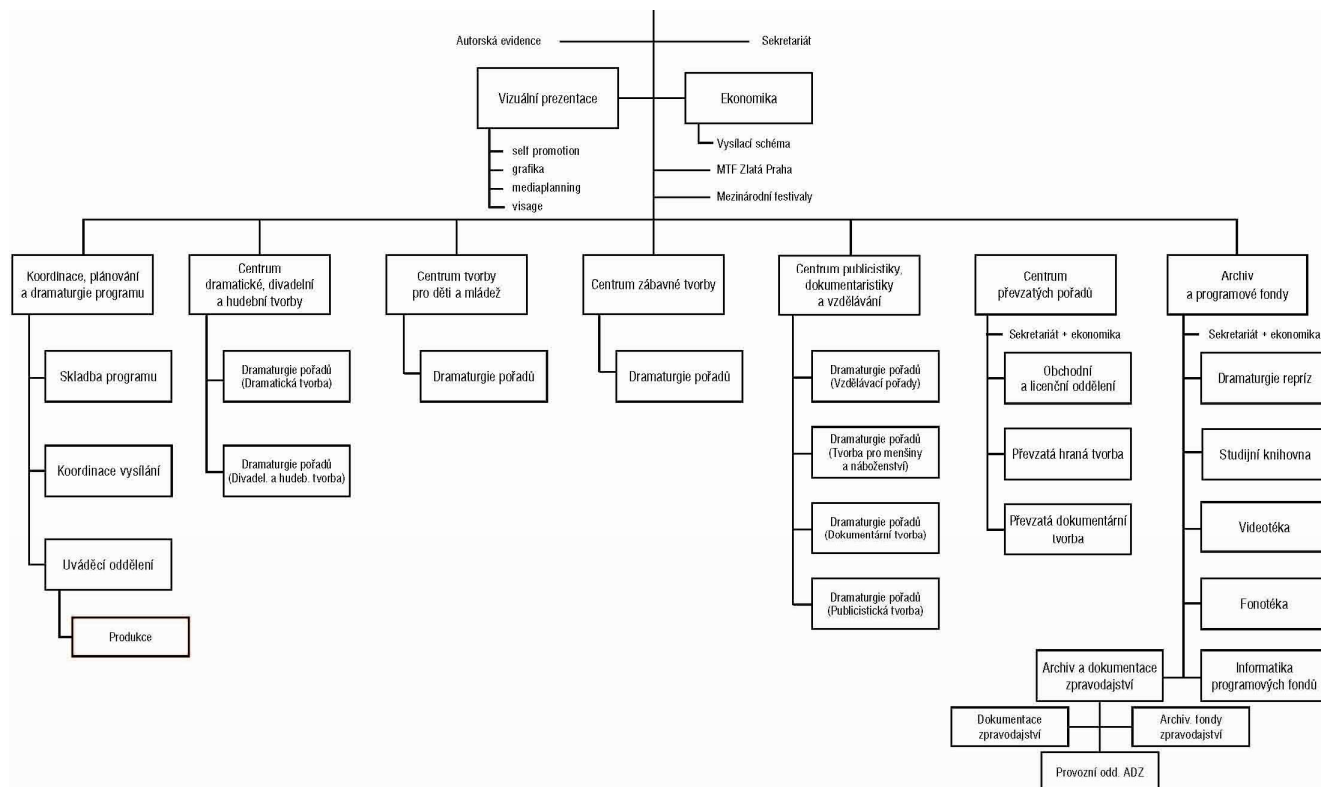 Autorská evidence
Sekretariát
Vizuální prezentace
Ekonomika
self promotion
grafika
mediaplanning
visage
Vysílací schéma
MTF Zlatá Praha
Mezinárodní festivaly
Koordinace, plánování
a dramaturgie programu
Centrum
dramatické, divadelní
a hudební tvorby
Centrum tvorby
pro děti a mládež
Centrum zábavné tvorby
Centrum publicistiky,
dokumentaristiky
a vzdělávání
Centrum
převzatých pořadů
Archiv
a programové fondy
Skladba programu
Koordinace vysílání
Uváděcí oddělení
Produkce
Dramaturgie pořadů
(Dramatická tvorba)
Dramaturgie pořadů
(Divadel. a hudeb. tvorba)
Dramaturgie pořadů
Dramaturgie pořadů
Dramaturgie pořadů
(Vzdělávací pořady)
Dramaturgie pořadů
(Tvorba pro menšiny
a náboženství)
Dramaturgie pořadů
(Dokumentární tvorba)
Dramaturgie pořadů
(Publicistická tvorba)
Sekretariát + ekonomika
Obchodní
a licenční oddělení
Převzatá hraná tvorba
Převzatá dokumentární
tvorba
Sekretariát + ekonomika
Dramaturgie repríz
Studijní knihovna
Videotéka
Fonotéka
Informatika
programových fondů
Archiv a dokumentace
zpravodajství
Dokumentace
zpravodajství
Archiv. fondy
zpravodajství
Provozní odd. ADZ